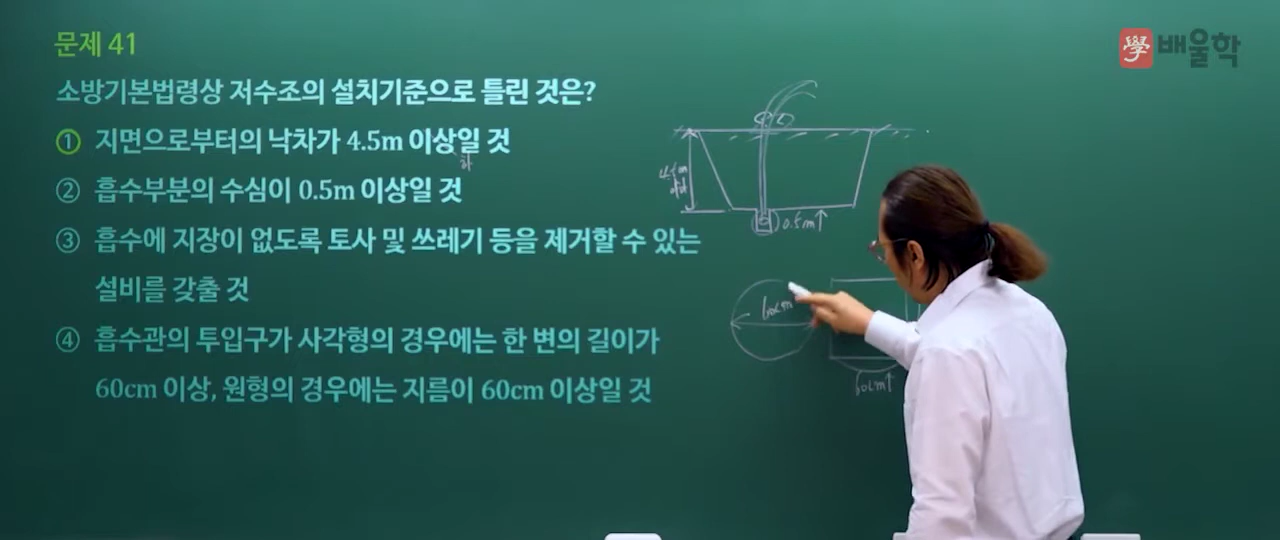 문제 41
學 배울학
소방기본법령상 저수조의 설치기준으로 틀린 것은?
① 지면으로부터의 낙차가 4.5m 이상일 것
하
② 흡수부분의 수심이 0.5m 이상일 것
③ 흡수에 지장이 없도록 토사 및 쓰레기 등을 제거할 수 있는
설비를 갖출 것
④ 흡수관의 투입구가 사각형의 경우에는 한 변의 길이가
60cm 이상, 원형의 경우에는 지름이 60cm 이상일 것
4.5m
이하
0.5m↑
60cm
60cm↑